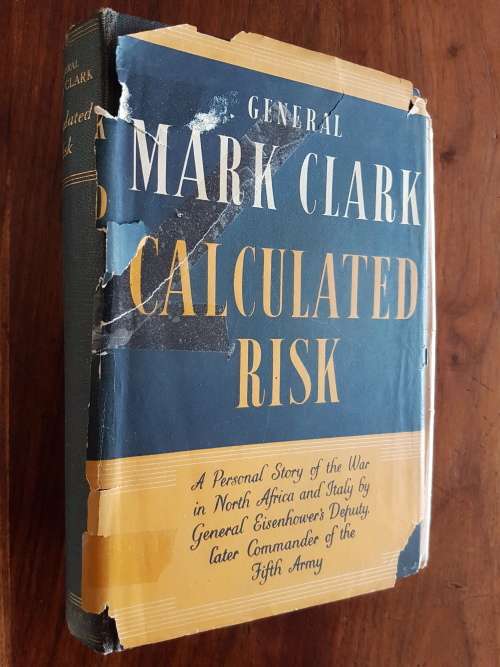 GENERAL
MARK CLARK
CALCULATED
RISK
A Personal Story of the War
in North Africa and Italy by
General Eisenhower's Deputy,
later Commander of the
Fifth Army
CLARK